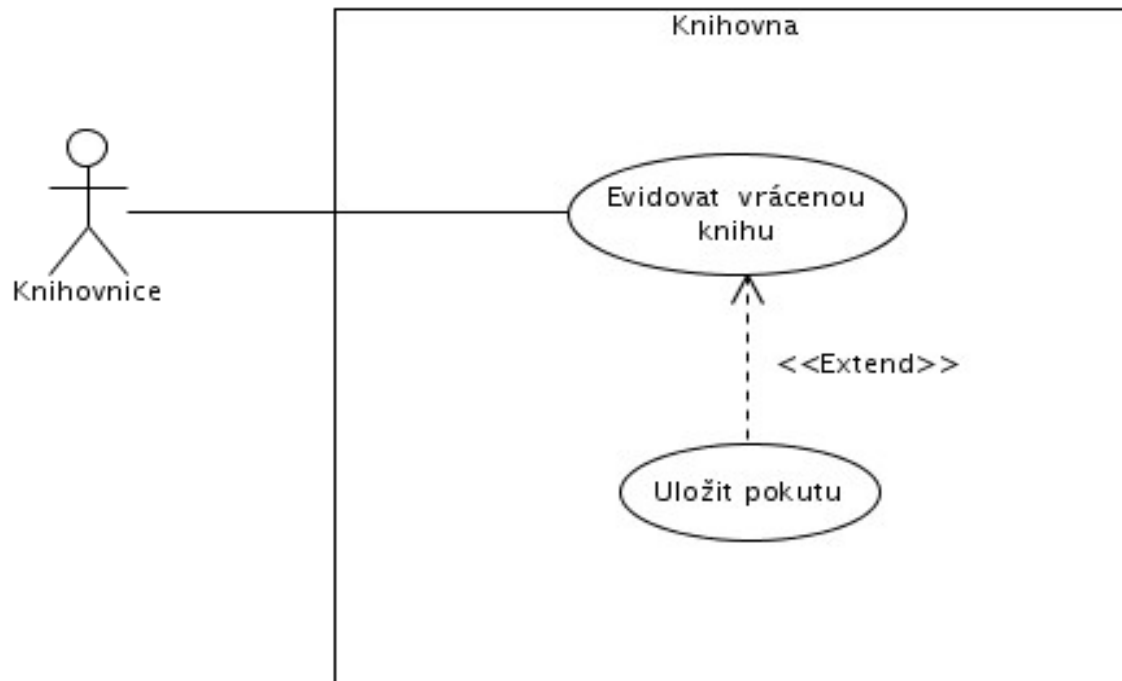 Knihovna
Evidovat vrácenou
knihu
Knihovnice
<<Extend>>
Uložit pokutu